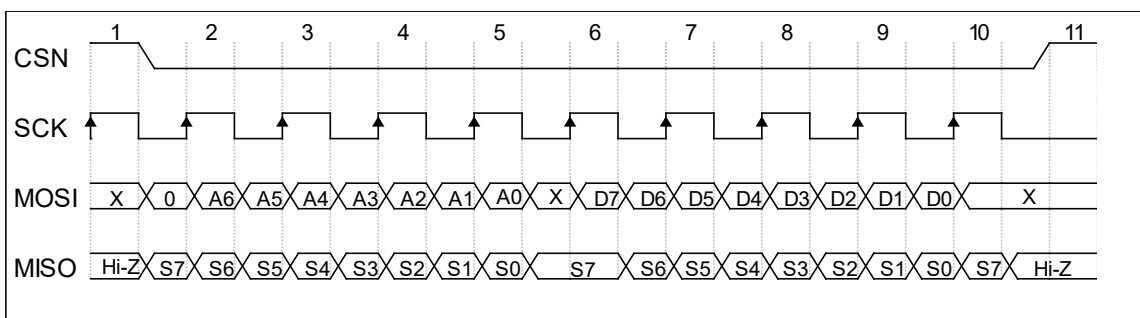 1 2 3 4 5 6 7 8 9 10 11
CSN
SCK
MOSI X 0 A6 A5 A4 A3 A2 A1 A0 X D7 D6 D5 D4 D3 D2 D1 D0 X
MISO Hi-Z S7 S6 S5 S4 S3 S2 S1 S0 S7 S6 S5 S4 S3 S2 S1 S0 S7 Hi-Z